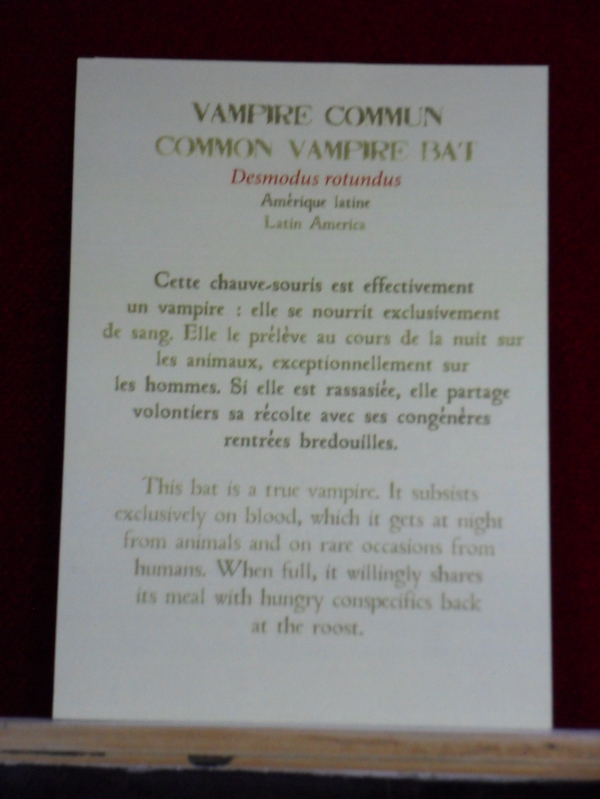 VAMPIRE COMMUN
COMMON VAMPIRE BAT
Desmodus rotundus
Amérique latine
Latin America
Cette chauve-souris est effectivement
un vampire : elle se nourrit exclusivement
de sang. Elle le prélève au cours de la nuit sur
les animaux, exceptionnellement sur
les hommes. Si elle est rassasiée, elle partage
volontiers sa récolte avec ses congénères
rentrées bredouilles.
This bat is a true vampire. It subsists
exclusively on blood, which it gets at night
from animals and on rare occasions from
humans. When full, it willingly shares
its meal with hungry conspecifics back
at the roost.